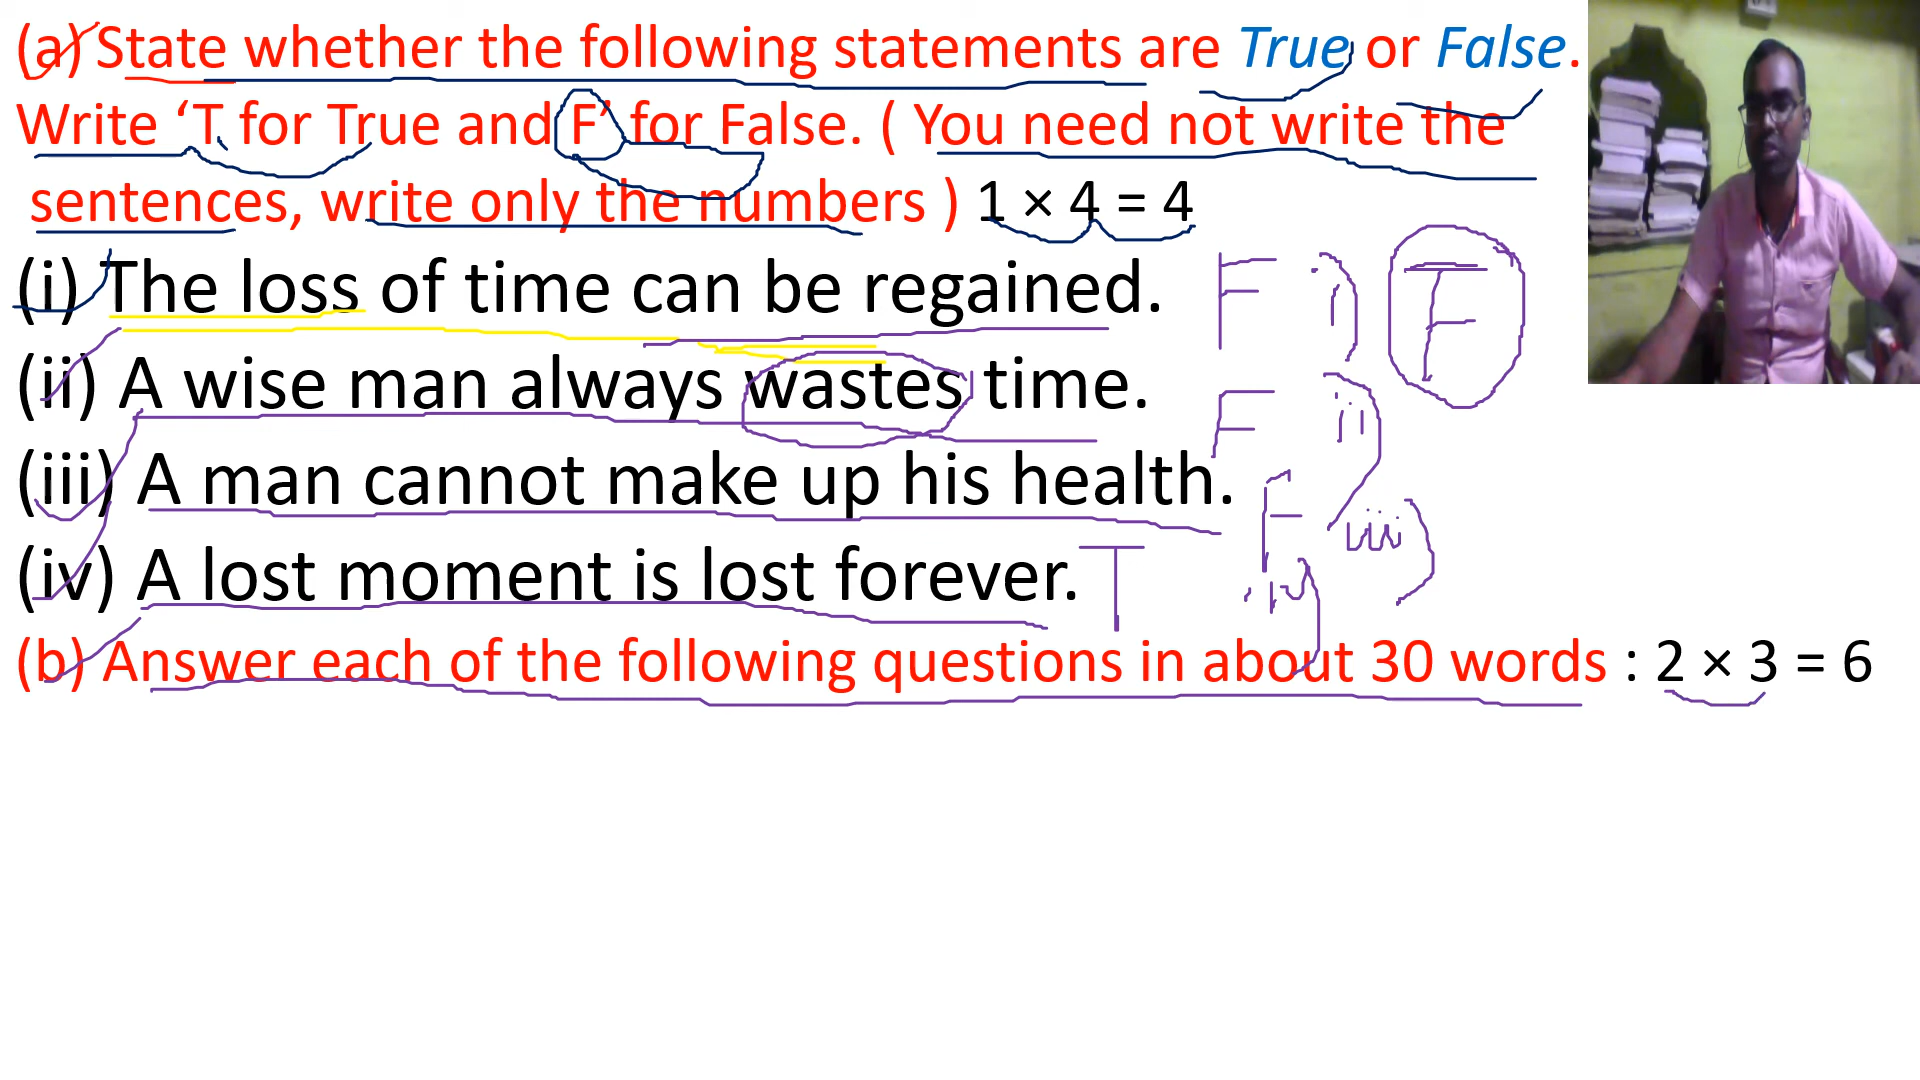 (a) State whether the following statements are True or False.
Write ‘T for True and F’ for False. ( You need not write the
sentences, write only the numbers ) 1 × 4 = 4
(i) The loss of time can be regained. F i) F
(ii) A wise man always wastes time. F ii)
(iii) A man cannot make up his health. F iii)
(iv) A lost moment is lost forever. T iv)
(b) Answer each of the following questions in about 30 words : 2 × 3 = 6